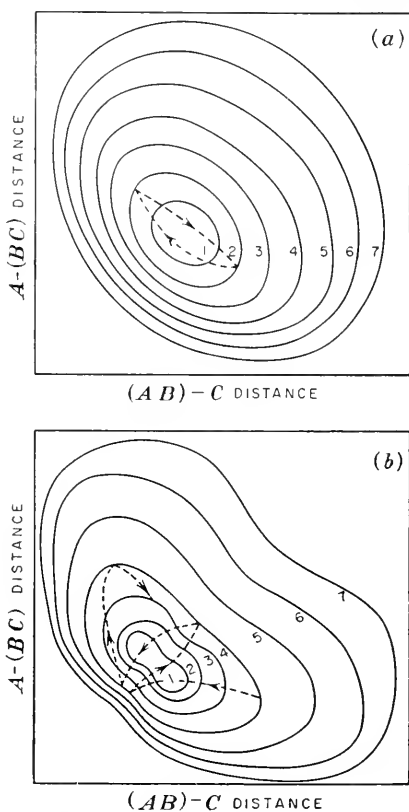 (a)
A-(BC) DISTANCE
1 2 3 4 5 6 7
(AB)-C DISTANCE
(b)
A-(BC) DISTANCE
1 2 3 4 5 6 7
(AB)-C DISTANCE